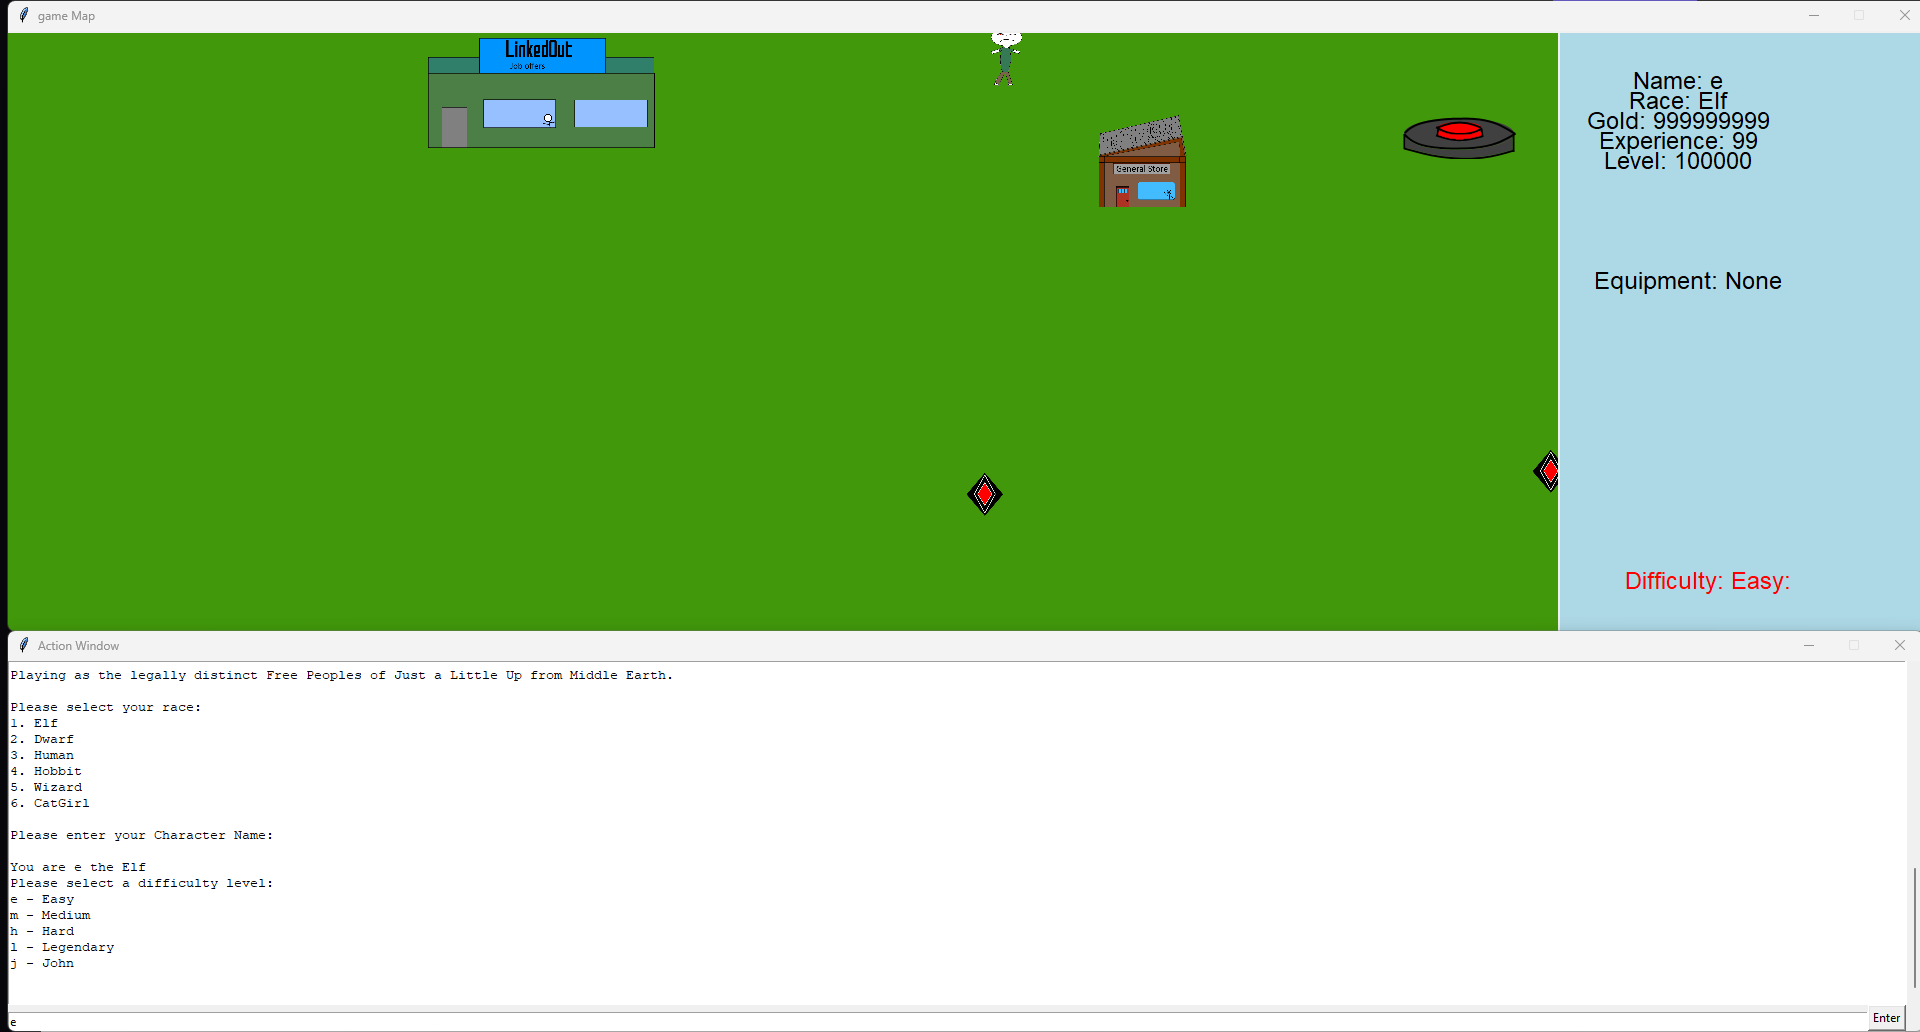 game Map
LinkedOut
Job offers
General Store
Name: e
Race: Elf
Gold: 999999999
Experience: 99
Level: 100000
Equipment: None
Difficulty: Easy:
Action Window
Playing as the legally distinct Free Peoples of Just a Little Up from Middle Earth.
Please select your race:
1. Elf
2. Dwarf
3. Human
4. Hobbit
5. Wizard
6. CatGirl
Please enter your Character Name:
You are e the Elf
Please select a difficulty level:
e - Easy
m - Medium
h - Hard
l - Legendary
j - John
e
Enter